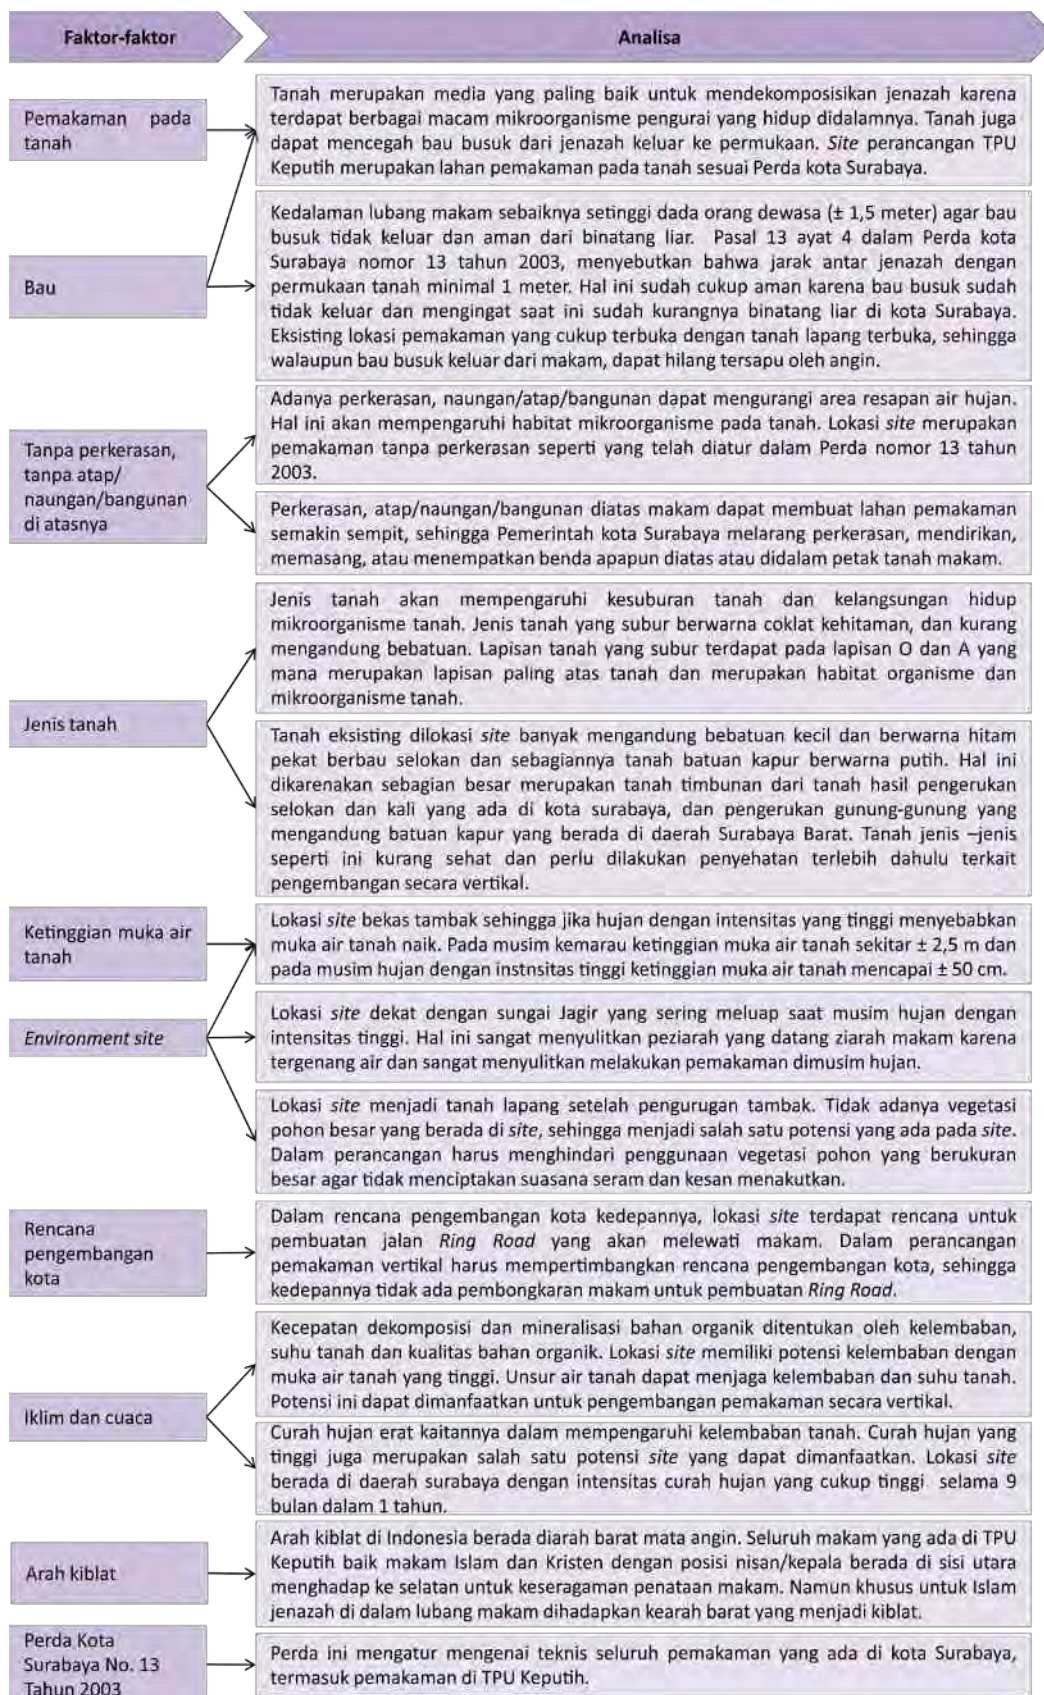 Faktor-faktor
Analisa
Pemakaman pada
tanah
Tanah merupakan media yang paling baik untuk mendekomposisikan jenazah karena
terdapat berbagai macam mikroorganisme pengurai yang hidup didalamnya. Tanah juga
dapat mencegah bau busuk dari jenazah keluar ke permukaan. Site perancangan TPU
Keputih merupakan lahan pemakaman pada tanah sesuai Perda kota Surabaya.
Bau
Kedalaman lubang makam sebaiknya setinggi dada orang dewasa (± 1,5 meter) agar bau
busuk tidak keluar dan aman dari binatang liar. Pasal 13 ayat 4 dalam Perda kota
Surabaya nomor 13 tahun 2003, menyebutkan bahwa jarak antar jenazah dengan
permukaan tanah minimal 1 meter. Hal ini sudah cukup aman karena bau busuk sudah
tidak keluar dan mengingat saat ini sudah kurangnya binatang liar di kota Surabaya.
Eksisting lokasi pemakaman yang cukup terbuka dengan tanah lapang terbuka, sehingga
walaupun bau busuk keluar dari makam, dapat hilang tersapu oleh angin.
Tanpa perkerasan,
tanpa atap/
naungan/bangunan
di atasnya
Adanya perkerasan, naungan/atap/bangunan dapat mengurangi area resapan air hujan.
Hal ini akan mempengaruhi habitat mikroorganisme pada tanah. Lokasi site merupakan
pemakaman tanpa perkerasan seperti yang telah diatur dalam Perda nomor 13 tahun
2003.
Perkerasan, atap/naungan/bangunan diatas makam dapat membuat lahan pemakaman
semakin sempit, sehingga Pemerintah kota Surabaya melarang perkerasan, mendirikan,
memasang, atau menempatkan benda apapun diatas atau didalam petak tanah makam.
Jenis tanah
Jenis tanah akan mempengaruhi kesuburan tanah dan kelangsungan hidup
mikroorganisme tanah. Jenis tanah yang subur berwarna coklat kehitaman, dan kurang
mengandung bebatuan. Lapisan tanah yang subur terdapat pada lapisan O dan A yang
mana merupakan lapisan paling atas tanah dan merupakan habitat organisme dan
mikroorganisme tanah.
Tanah eksisting dilokasi site banyak mengandung bebatuan kecil dan berwarna hitam
pekat berbau selokan dan sebagiannya tanah batuan kapur berwarna putih. Hal ini
dikarenakan sebagian besar merupakan tanah timbunan dari tanah hasil pengerukan
selokan dan kali yang ada di kota surabaya, dan pengerukan gunung-gunung yang
mengandung batuan kapur yang berada di daerah Surabaya Barat. Tanah jenis –jenis
seperti ini kurang sehat dan perlu dilakukan penyehatan terlebih dahulu terkait
pengembangan secara vertikal.
Ketinggian muka air
tanah
Lokasi site bekas tambak sehingga jika hujan dengan intensitas yang tinggi menyebabkan
muka air tanah naik. Pada musim kemarau ketinggian muka air tanah sekitar ± 2,5 m dan
pada musim hujan dengan instnsitas tinggi ketinggian muka air tanah mencapai ± 50 cm.
Environment site
Lokasi site dekat dengan sungai Jagir yang sering meluap saat musim hujan dengan
intensitas tinggi. Hal ini sangat menyulitkan peziarah yang datang ziarah makam karena
tergenang air dan sangat menyulitkan melakukan pemakaman dimusim hujan.
Lokasi site menjadi tanah lapang setelah pengurugan tambak. Tidak adanya vegetasi
pohon besar yang berada di site, sehingga menjadi salah satu potensi yang ada pada site.
Dalam perancangan harus menghindari penggunaan vegetasi pohon yang berukuran
besar agar tidak menciptakan suasana seram dan kesan menakutkan.
Rencana
pengembangan
kota
Dalam rencana pengembangan kota kedepannya, lokasi site terdapat rencana untuk
pembuatan jalan Ring Road yang akan melewati makam. Dalam perancangan
pemakaman vertikal harus mempertimbangkan rencana pengembangan kota, sehingga
kedepannya tidak ada pembongkaran makam untuk pembuatan Ring Road.
Iklim dan cuaca
Kecepatan dekomposisi dan mineralisasi bahan organik ditentukan oleh kelembaban,
suhu tanah dan kualitas bahan organik. Lokasi site memiliki potensi kelembaban dengan
muka air tanah yang tinggi. Unsur air tanah dapat menjaga kelembaban dan suhu tanah.
Potensi ini dapat dimanfaatkan untuk pengembangan pemakaman secara vertikal.
Curah hujan erat kaitannya dalam mempengaruhi kelembaban tanah. Curah hujan yang
tinggi juga merupakan salah satu potensi site yang dapat dimanfaatkan. Lokasi site
berada di daerah surabaya dengan intensitas curah hujan yang cukup tinggi selama 9
bulan dalam 1 tahun.
Arah kiblat
Arah kiblat di Indonesia berada diarah barat mata angin. Seluruh makam yang ada di TPU
Keputih baik makam Islam dan Kristen dengan posisi nisan/kepala berada di sisi utara
menghadap ke selatan untuk keseragaman penataan makam. Namun khusus untuk Islam
jenazah di dalam lubang makam dihadapkan kearah barat yang menjadi kiblat.
Perda Kota
Surabaya No. 13
Tahun 2003
Perda ini mengatur mengenai teknis seluruh pemakaman yang ada di kota Surabaya,
termasuk pemakaman di TPU Keputih.